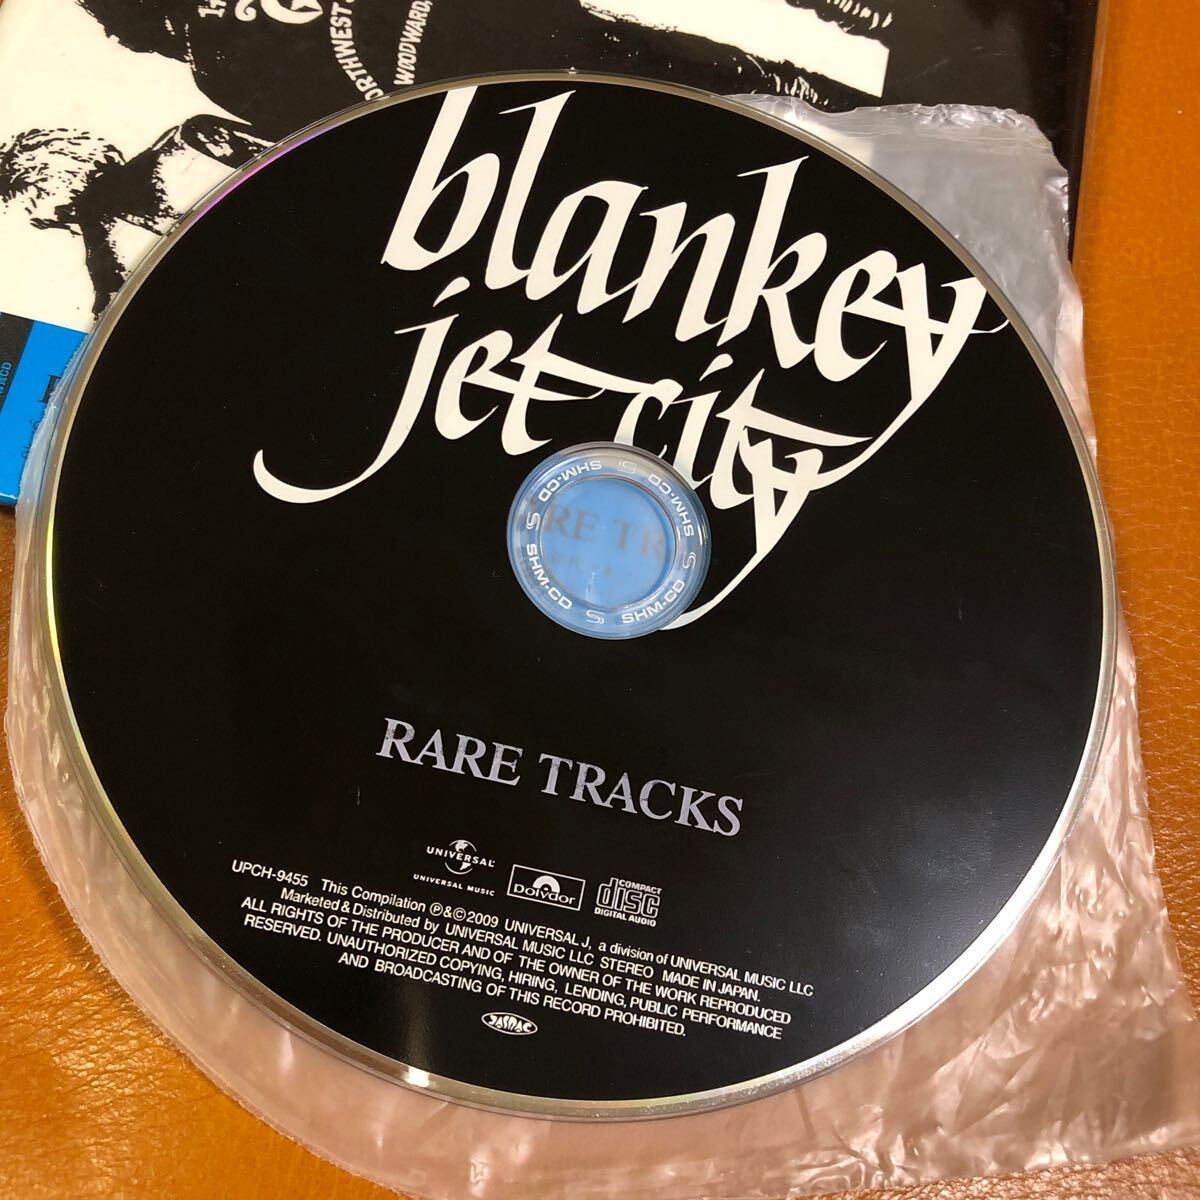 ORTHWEST
WOODWARD,
blankey
jet city
SHM-CD S SHM-CD S SHM-CD S SHM-CD S
RARE TRACKS
UNIVERSAL
UNIVERSAL MUSIC
Polydor
COMPACT
disc
DIGITAL AUDIO
UPCH-9455 This Compilation ℗&©2009 UNIVERSAL J, a division of UNIVERSAL MUSIC LLC
Marketed & Distributed by UNIVERSAL MUSIC LLC STEREO MADE IN JAPAN.
ALL RIGHTS OF THE PRODUCER AND OF THE OWNER OF THE WORK REPRODUCED
RESERVED. UNAUTHORIZED COPYING, HIRING, LENDING, PUBLIC PERFORMANCE
AND BROADCASTING OF THIS RECORD PROHIBITED.
JASRAC